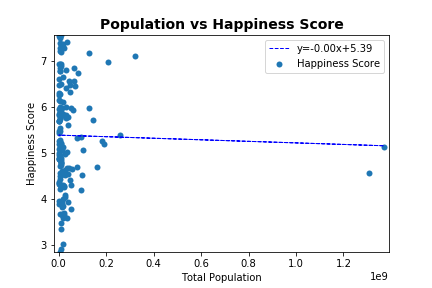 Population vs Happiness Score
y=-0.00x+5.39
Happiness Score
Happiness Score
7
6
5
4
3
0.0 0.2 0.4 0.6 0.8 1.0 1.2
1e9
Total Population